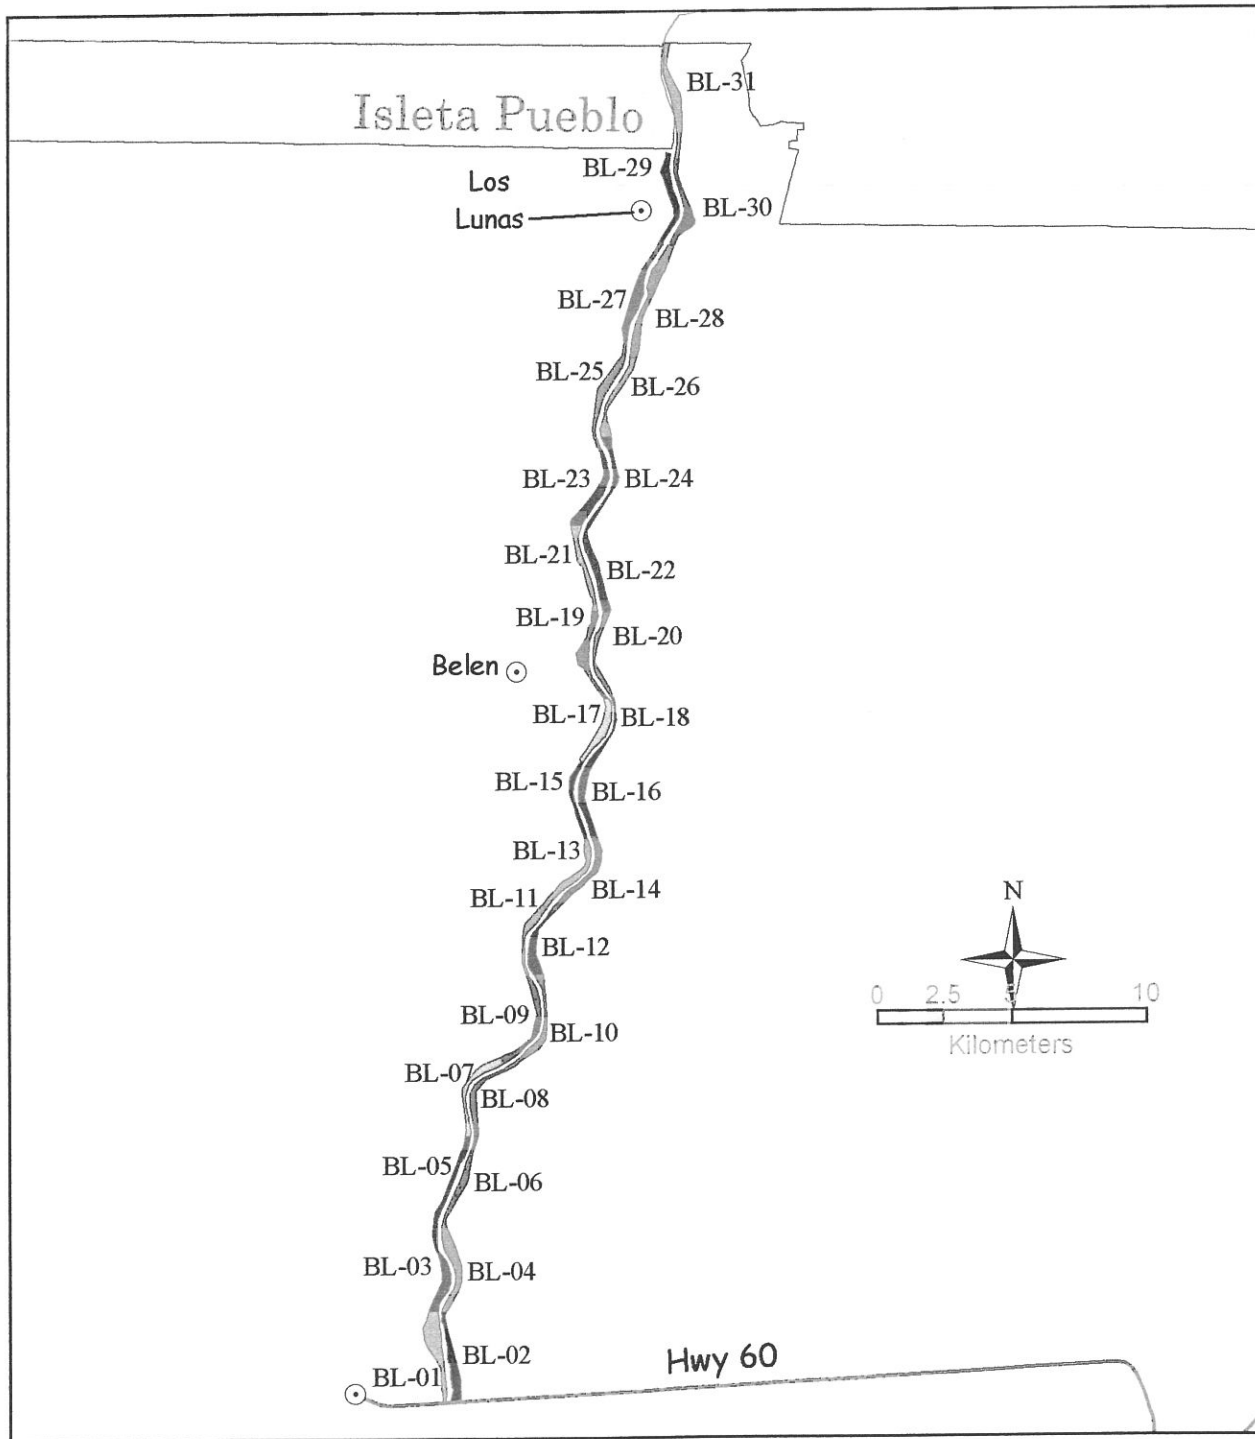 BL-31
Isleta Pueblo
BL-29
Los
Lunas
BL-30
BL-27
BL-28
BL-25
BL-26
BL-23
BL-24
BL-21
BL-22
BL-19
BL-20
Belen
BL-17
BL-18
BL-15
BL-16
BL-13
BL-14
BL-11
BL-12
N
0 2.5 5 10
Kilometers
BL-09
BL-10
BL-07
BL-08
BL-05
BL-06
BL-03
BL-04
BL-02
Hwy 60
BL-01